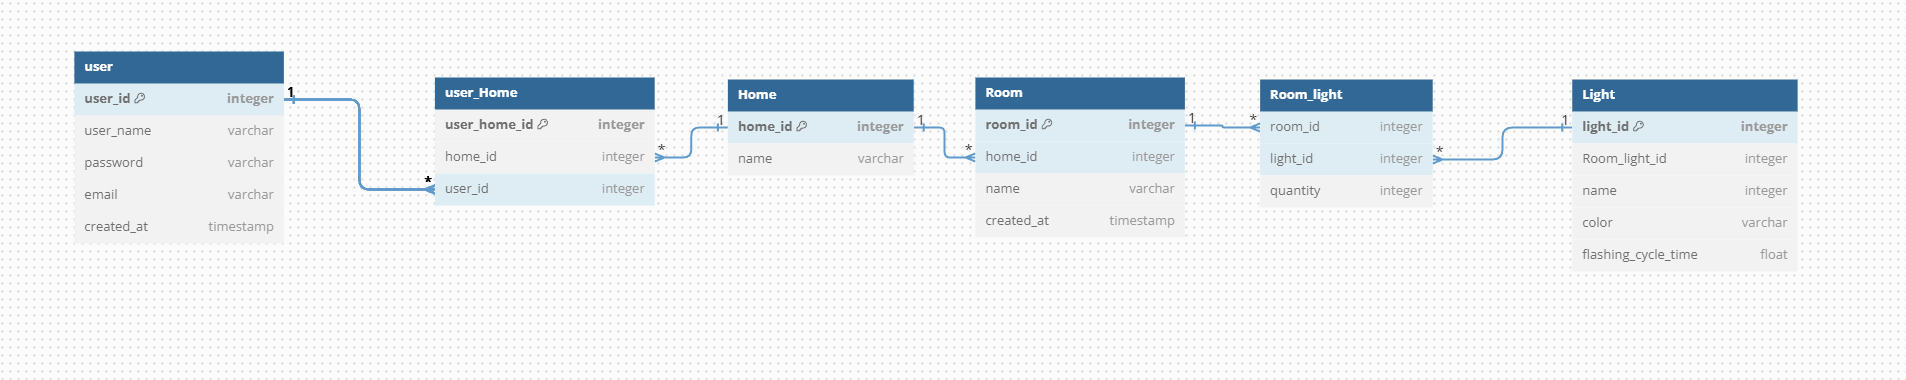 user
user_id integer
user_name varchar
password varchar
email varchar
created_at timestamp
1
*
user_Home
user_home_id integer
home_id integer
user_id integer
*
1
Home
home_id integer
name varchar
1
*
Room
room_id integer
home_id integer
name varchar
created_at timestamp
1
*
Room_light
room_id integer
light_id integer
quantity integer
*
1
Light
light_id integer
Room_light_id integer
name integer
color varchar
flashing_cycle_time float